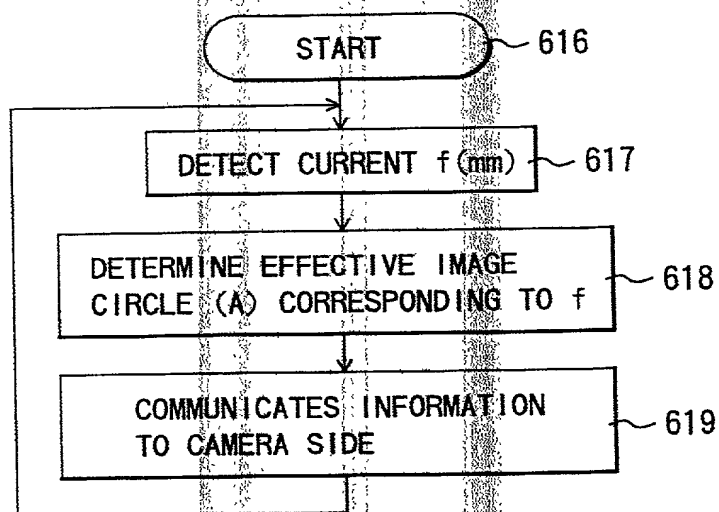 START 616
DETECT CURRENT f(mm) 617
DETERMINE EFFECTIVE IMAGE
CIRCLE (A) CORRESPONDING TO f 618
COMMUNICATES INFORMATION
TO CAMERA SIDE 619